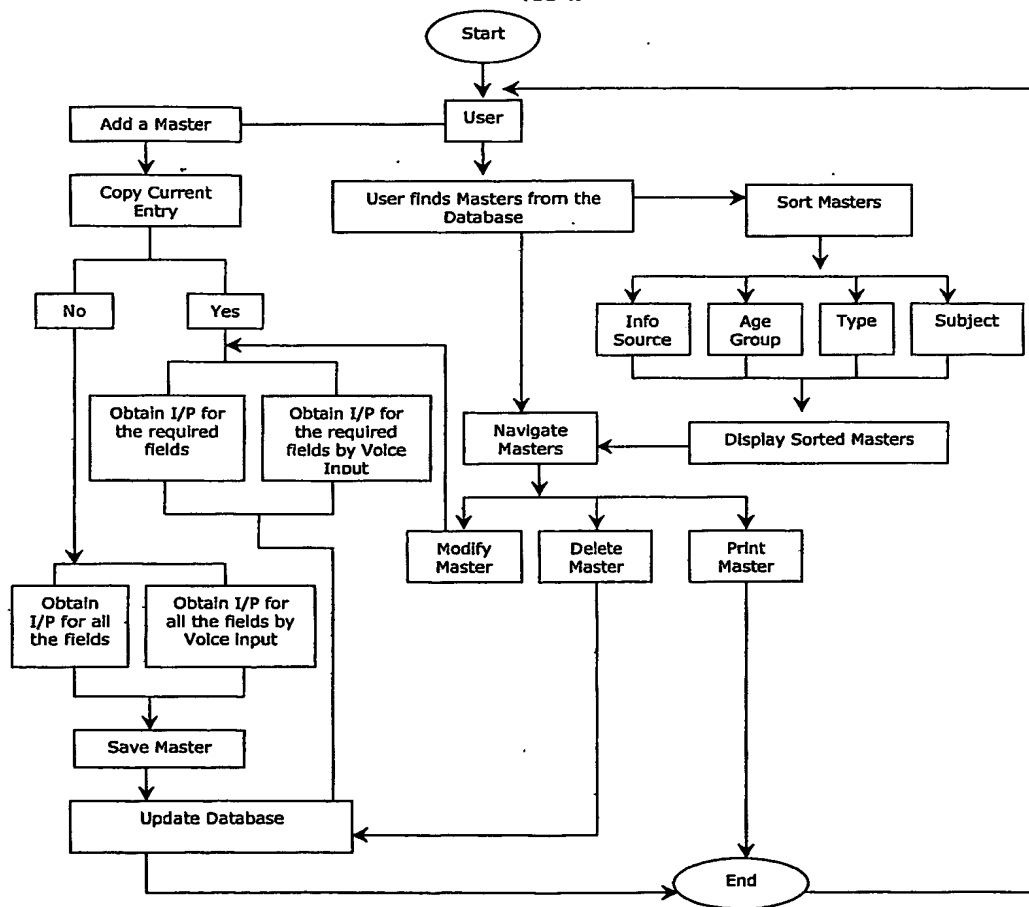 Start
User
Add a Master
Copy Current
Entry
User finds Masters from the
Database
Sort Masters
No
Yes
Info
Source
Age
Group
Type
Subject
Obtain I/P for
the required
fields
Obtain I/P for
the required
fields by Voice
Input
Navigate
Masters
Display Sorted Masters
Modify
Master
Delete
Master
Print
Master
Obtain
I/P for all
the fields
Obtain I/P for
all the fields by
Voice input
Save Master
Update Database
End